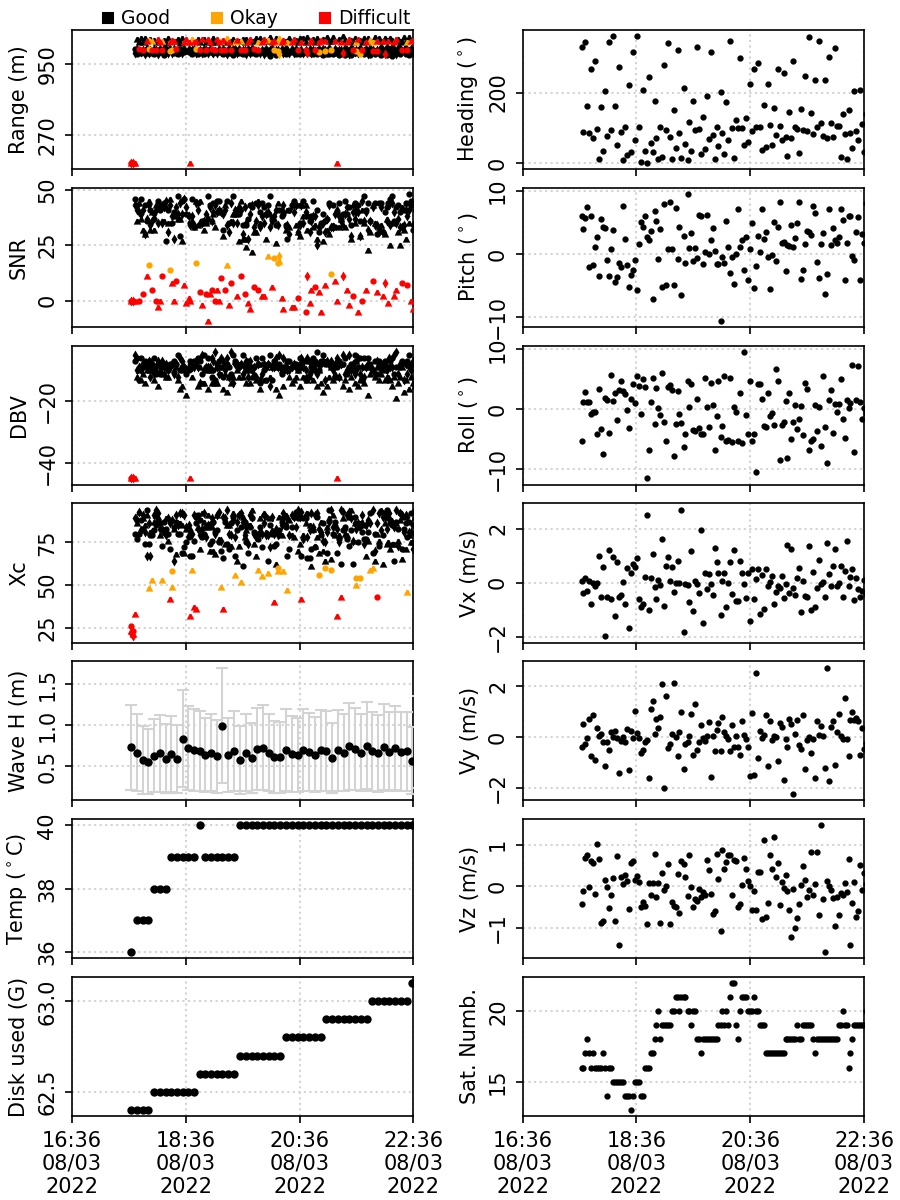 Good Okay Difficult
Range (m)
950
270
Heading (°)
200
0
SNR
50
25
0
Pitch (°)
10
0
−10
DBV
−20
−40
Roll (°)
10
0
−10
Xc
75
50
25
Vx (m/s)
2
0
−2
Wave H (m)
1.5
1.0
0.5
Vy (m/s)
2
0
−2
Temp (°C)
40
38
36
Vz (m/s)
1
0
−1
Disk used (G)
63.0
62.5
Sat. Numb.
20
15
16:36 18:36 20:36 22:36
08/03 08/03 08/03 08/03
2022 2022 2022 2022
16:36 18:36 20:36 22:36
08/03 08/03 08/03 08/03
2022 2022 2022 2022